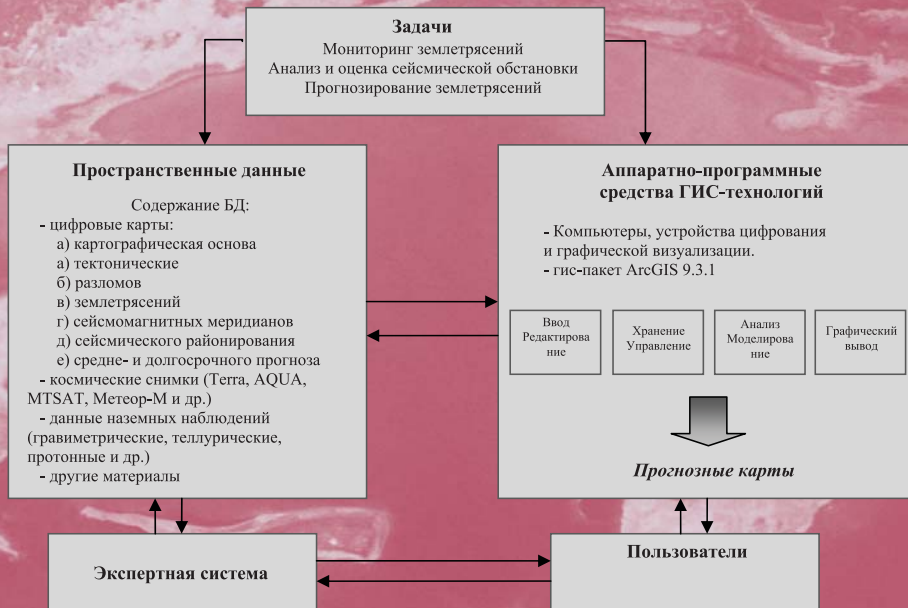 Задачи
Мониторинг землетрясений
Анализ и оценка сейсмической обстановки
Прогнозирование землетрясений
Пространственные данные
Содержание БД:
- цифровые карты:
а) картографическая основа
а) тектонические
б) разломов
в) землетрясений
г) сейсмомагнитных меридианов
д) сейсмического районирования
е) средне- и долгосрочного прогноза
- космические снимки (Terra, AQUA,
MTSAT, Метеор-М и др.)
- данные наземных наблюдений
(гравиметрические, теллурические,
протонные и др.)
- другие материалы
Аппаратно-программные
средства ГИС-технологий
- Компьютеры, устройства цифрования
и графической визуализации.
- гис-пакет ArcGIS 9.3.1
Ввод
Редактирова
ние
Хранение
Управление
Анализ
Моделирова
ние
Графический
вывод
Прогнозные карты
Экспертная система
Пользователи